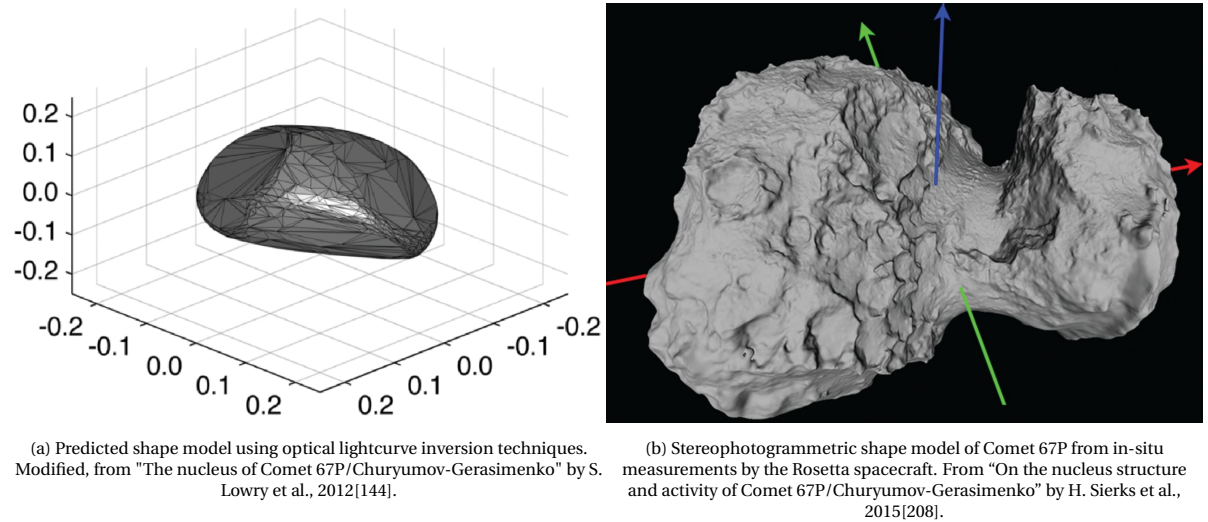 0.2
0.1
0.0
-0.1
-0.2
-0.2
-0.1
0.0
0.1
0.2
-0.2
-0.1
0.0
0.1
0.2
(a) Predicted shape model using optical lightcurve inversion techniques.
Modified, from "The nucleus of Comet 67P/Churyumov-Gerasimenko" by S.
Lowry et al., 2012[144].
(b) Stereophotogrammetric shape model of Comet 67P from in-situ
measurements by the Rosetta spacecraft. From “On the nucleus structure
and activity of Comet 67P/Churyumov-Gerasimenko” by H. Sierks et al.,
2015[208].